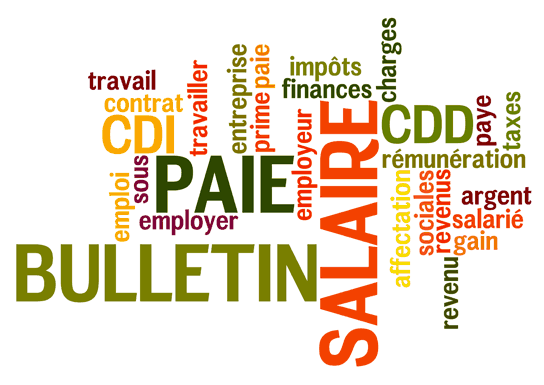 travail
contrat
CDI
travailler
entreprise
prime
paie
impôts
finances
charges
CDD
paye
taxes
rémunération
emploi
sous
PAIE
employer
employeur
SALAIRE
affectation
sociales
revenus
argent
salarié
gain
revenu
BULLETIN